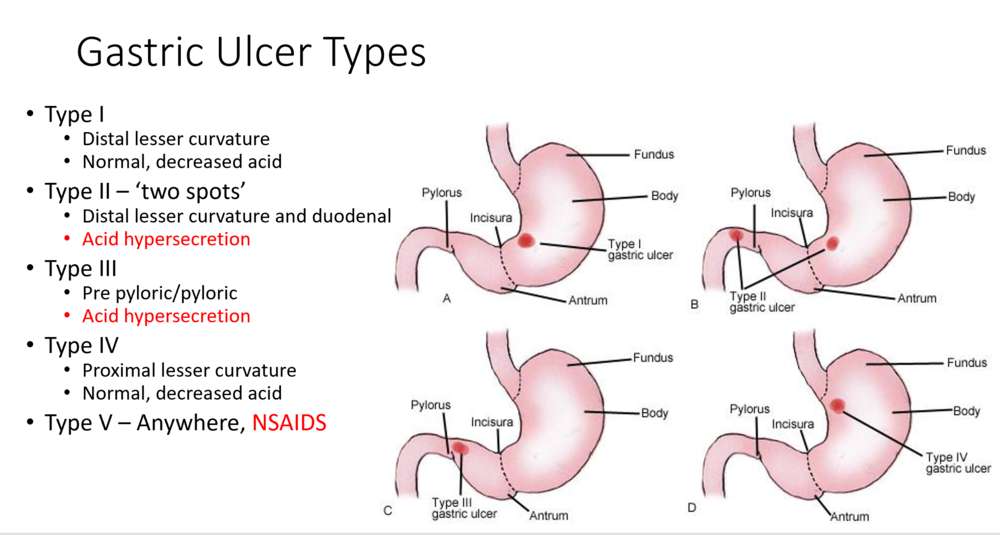 Gastric Ulcer Types
• Type I
• Distal lesser curvature
• Normal, decreased acid
• Type II – ‘two spots’
• Distal lesser curvature and duodenal
• Acid hypersecretion
• Type III
• Pre pyloric/pyloric
• Acid hypersecretion
• Type IV
• Proximal lesser curvature
• Normal, decreased acid
• Type V – Anywhere, NSAIDS
Fundus
Body
Pylorus
Incisura
Type I
gastric ulcer
Antrum
A
Fundus
Body
Pylorus
Incisura
Type II
gastric ulcer
Antrum
B
Fundus
Body
Pylorus
Incisura
Type III
gastric ulcer
Antrum
C
Fundus
Body
Pylorus
Incisura
Type IV
gastric ulcer
Antrum
D